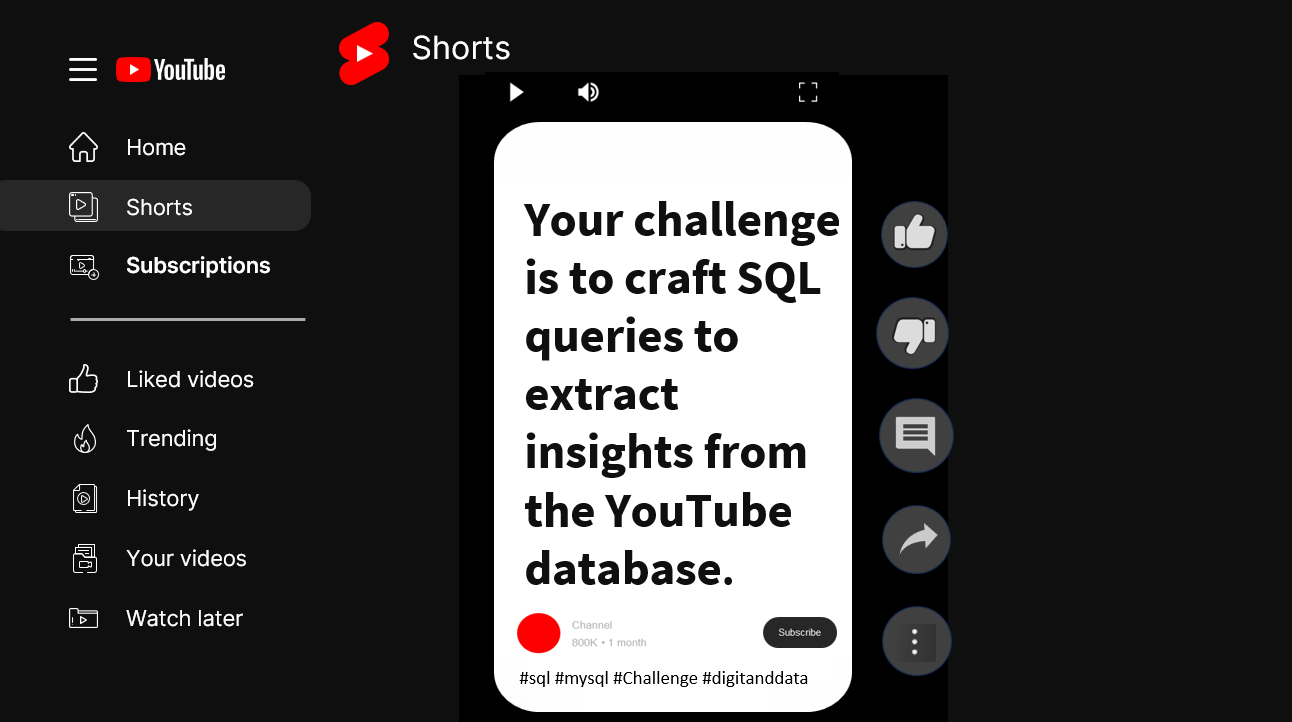 YouTube
Home
Shorts
Subscriptions
Liked videos
Trending
History
Your videos
Watch later
Shorts
Your challenge
is to craft SQL
queries to
extract
insights from
the YouTube
database.
Channel
800K • 1 month
Subscribe
#sql #mysql #Challenge #digitanddata